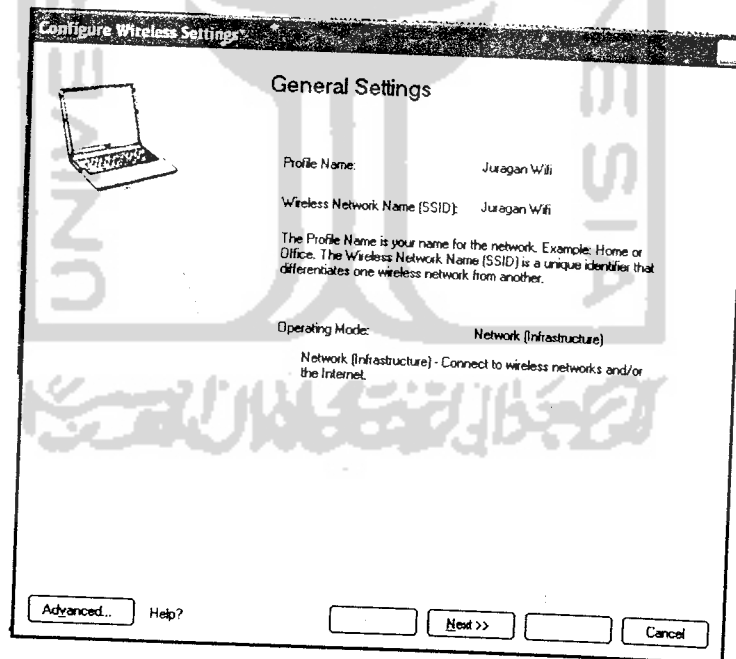 Configure Wireless Settings
General Settings
Profile Name: Juragan Wifi
Wireless Network Name (SSID): Juragan Wifi
The Profile Name is your name for the network. Example: Home or
Office. The Wireless Network Name (SSID) is a unique identifier that
differentiates one wireless network from another.
Operating Mode: Network (Infrastructure)
Network (Infrastructure) - Connect to wireless networks and/or
the Internet.
Advanced... Help? Next >> Cancel